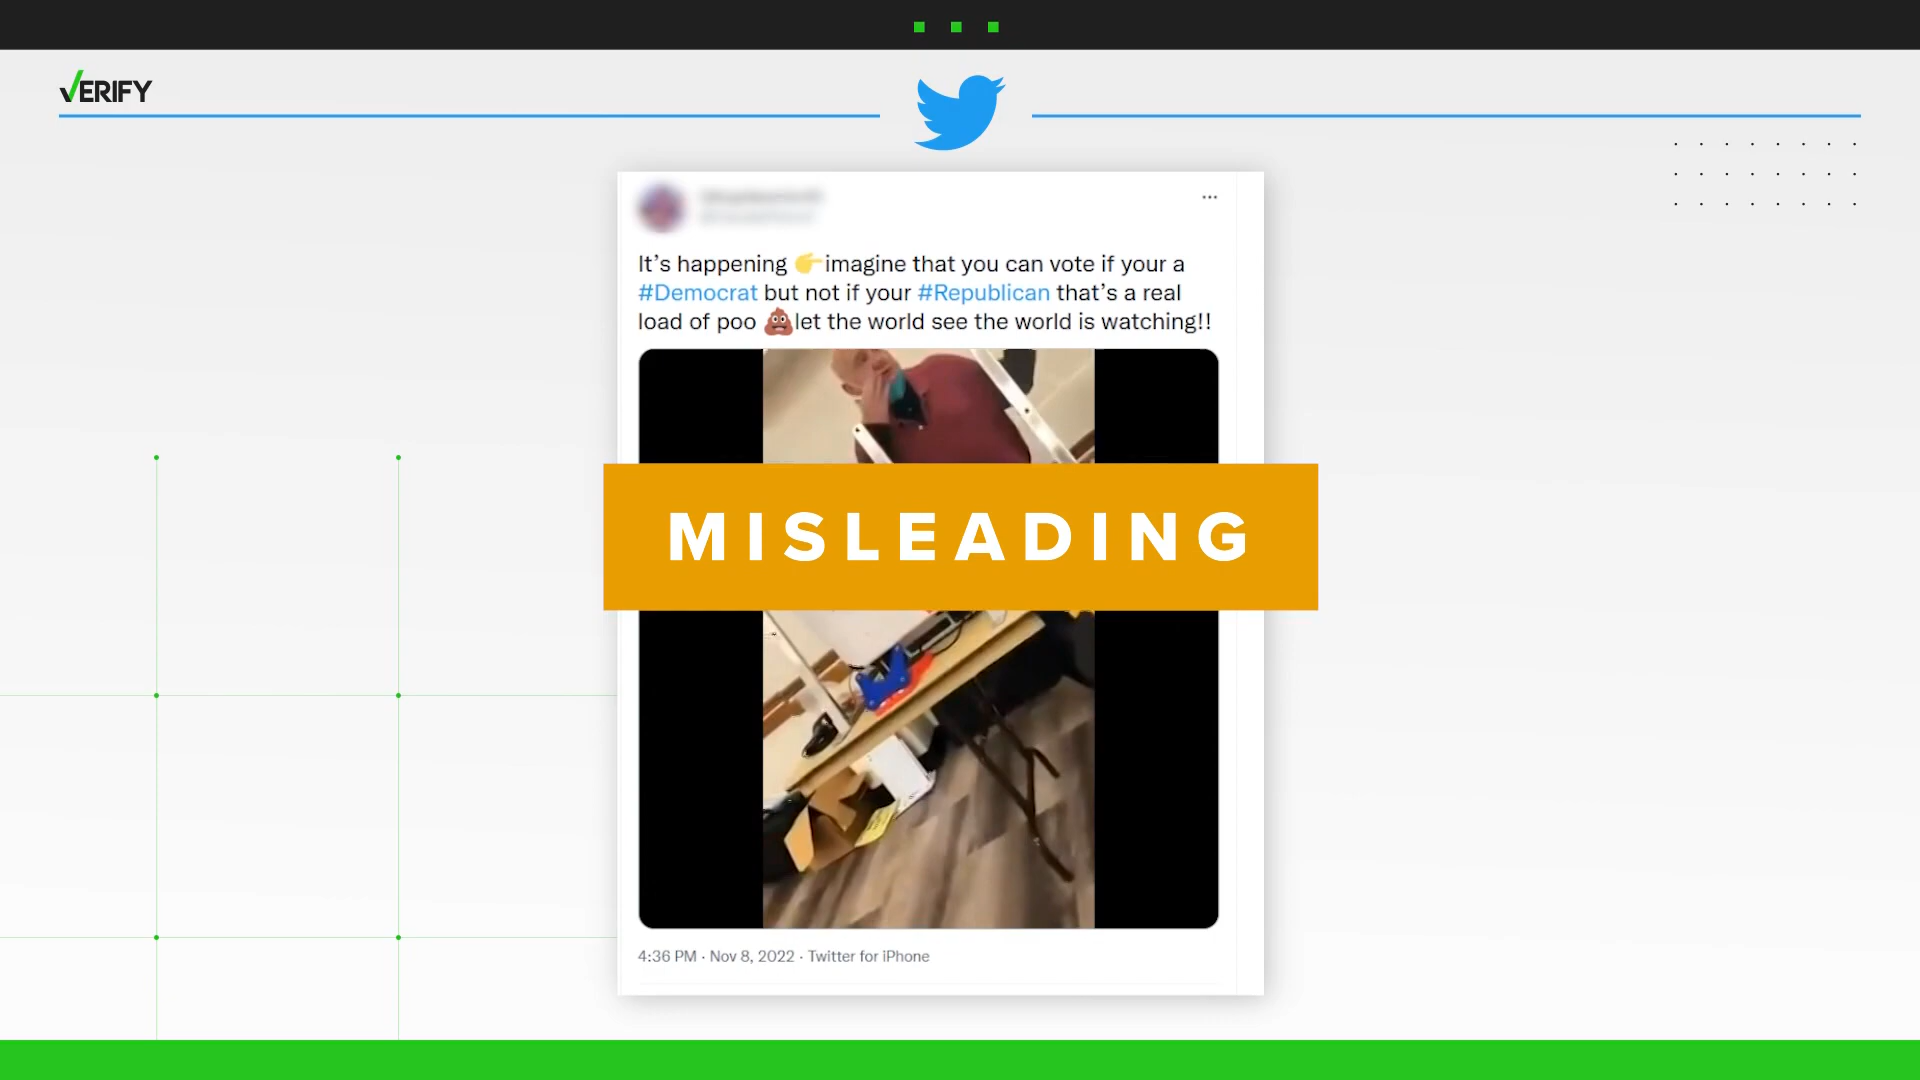 VERIFY
It’s happening 👉imagine that you can vote if your a
#Democrat but not if your #Republican that’s a real
load of poo 💩let the world see the world is watching!!
MISLEADING
4:36 PM · Nov 8, 2022 · Twitter for iPhone